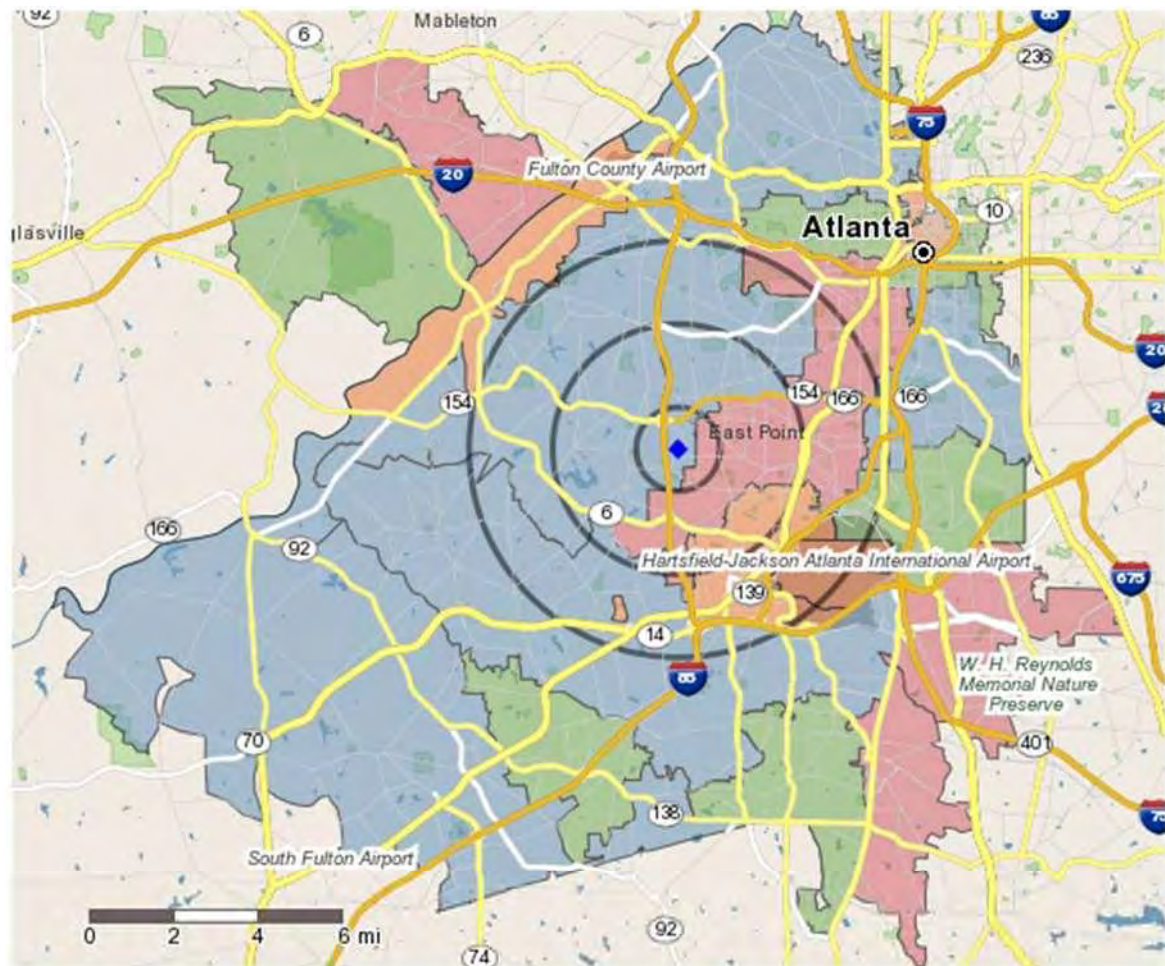 92
Mableton
85
6
236
75
Fulton County Airport
20
10
glasville
Atlanta
20
154
154
166
166
East Point
166
6
92
Hartsfield-Jackson Atlanta International Airport
675
139
14
85
W. H. Reynolds
Memorial Nature
Preserve
70
401
138
75
South Fulton Airport
0 2 4 6 mi
92
74